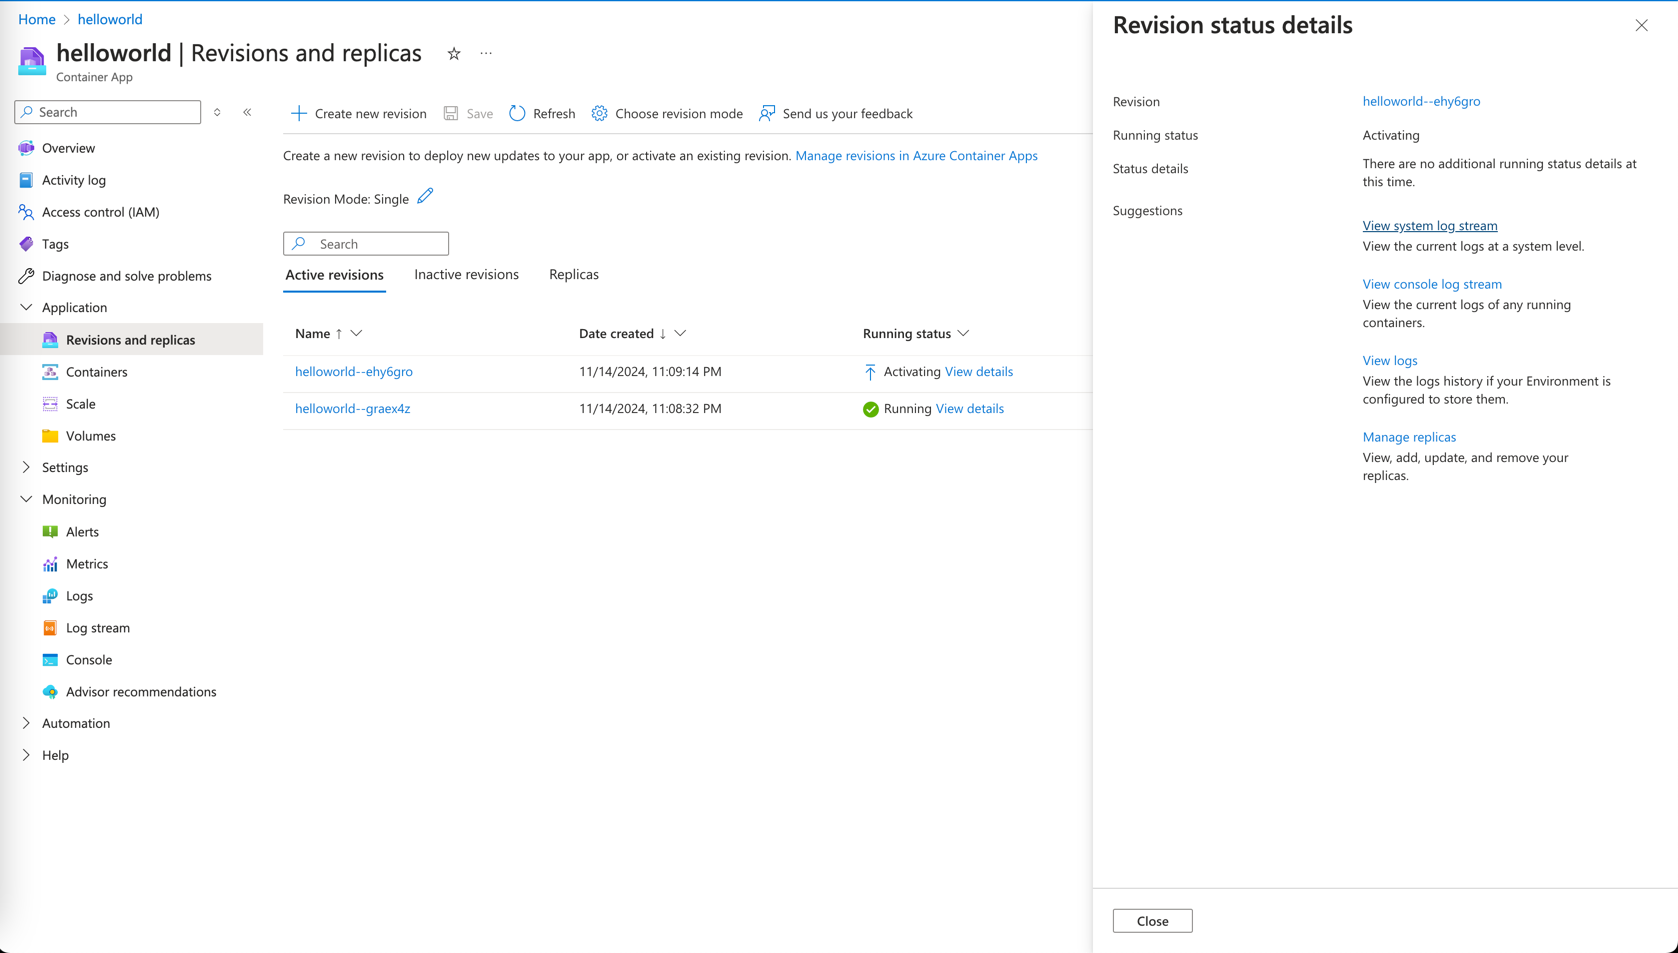 Home > helloworld
helloworld | Revisions and replicas
Container App
Search
Overview
Activity log
Access control (IAM)
Tags
Diagnose and solve problems
Application
Revisions and replicas
Containers
Scale
Volumes
Settings
Monitoring
Alerts
Metrics
Logs
Log stream
Console
Advisor recommendations
Automation
Help
Create new revision Save Refresh Choose revision mode Send us your feedback
Create a new revision to deploy new updates to your app, or activate an existing revision. Manage revisions in Azure Container Apps
Revision Mode: Single
Search
Active revisions Inactive revisions Replicas
Name ↑ Date created ↓ Running status
helloworld--ehy6gro 11/14/2024, 11:09:14 PM Activating View details
helloworld--graex4z 11/14/2024, 11:08:32 PM Running View details
Revision status details
Revision helloworld--ehy6gro
Running status Activating
Status details There are no additional running status details at
this time.
Suggestions
View system log stream
View the current logs at a system level.
View console log stream
View the current logs of any running
containers.
View logs
View the logs history if your Environment is
configured to store them.
Manage replicas
View, add, update, and remove your
replicas.
Close